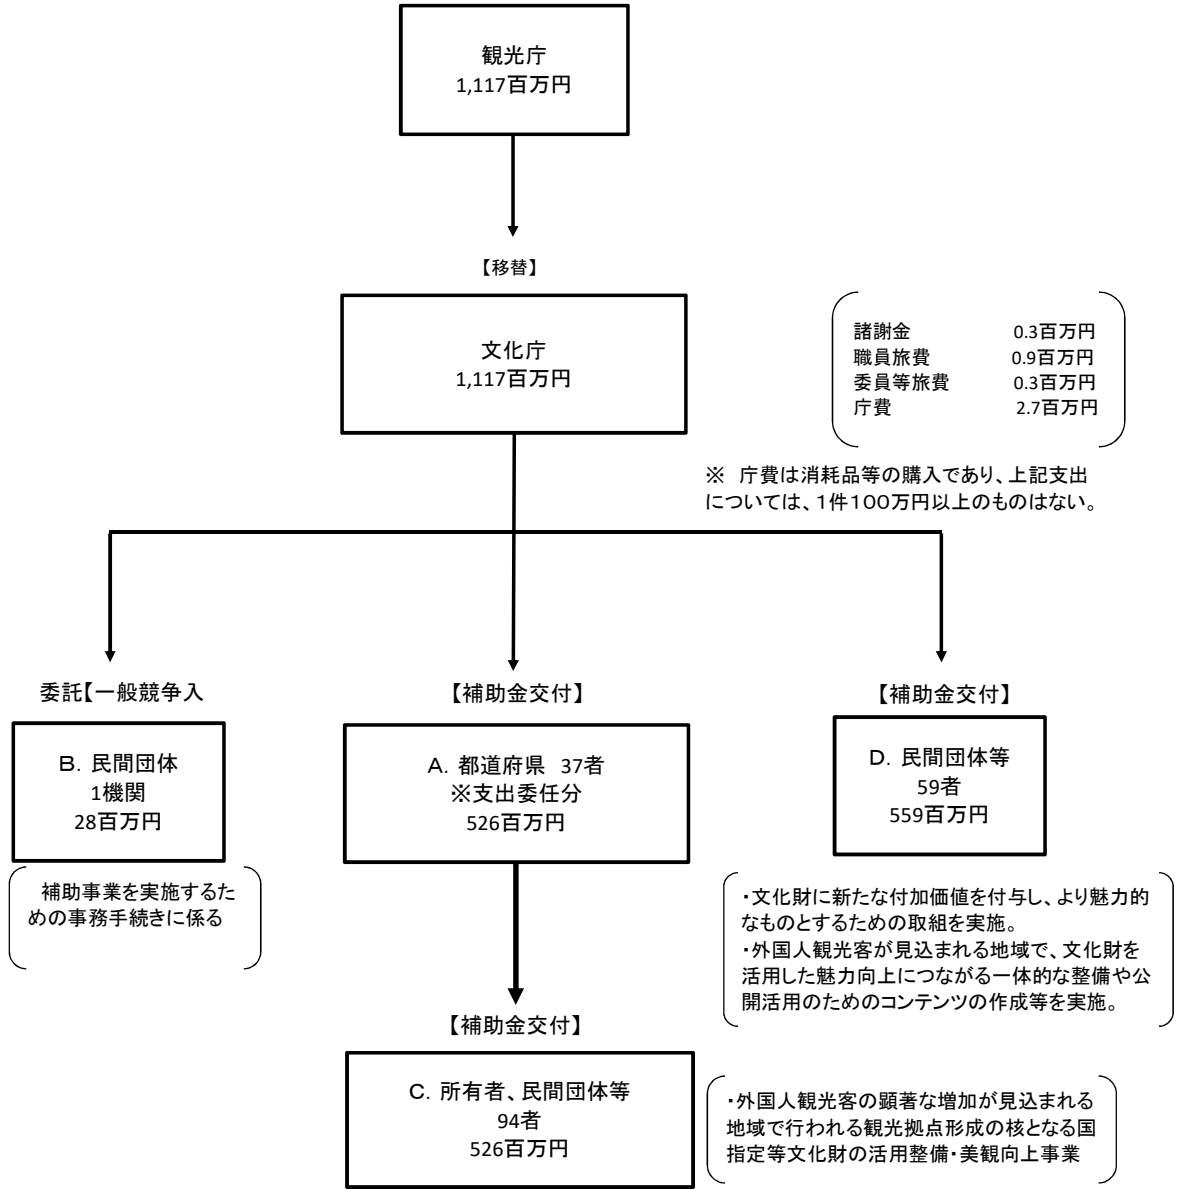 観光庁
1,117百万円
【移替】
文化庁
1,117百万円
諸謝金 0.3百万円
職員旅費 0.9百万円
委員等旅費 0.3百万円
庁費 2.7百万円
※ 庁費は消耗品等の購入であり、上記支出
については、1件100万円以上のものはない。
委託【一般競争入
B. 民間団体
1機関
28百万円
補助事業を実施するた
めの事務手続きに係る
【補助金交付】
A. 都道府県 37者
※支出委任分
526百万円
【補助金交付】
D. 民間団体等
59者
559百万円
・文化財に新たな付加価値を付与し、より魅力的
なものとするための取組を実施。
・外国人観光客が見込まれる地域で、文化財を
活用した魅力向上につながる一体的な整備や公
開活用のためのコンテンツの作成等を実施。
【補助金交付】
C. 所有者、民間団体等
94者
526百万円
・外国人観光客の顕著な増加が見込まれる
地域で行われる観光拠点形成の核となる国
指定等文化財の活用整備・美観向上事業